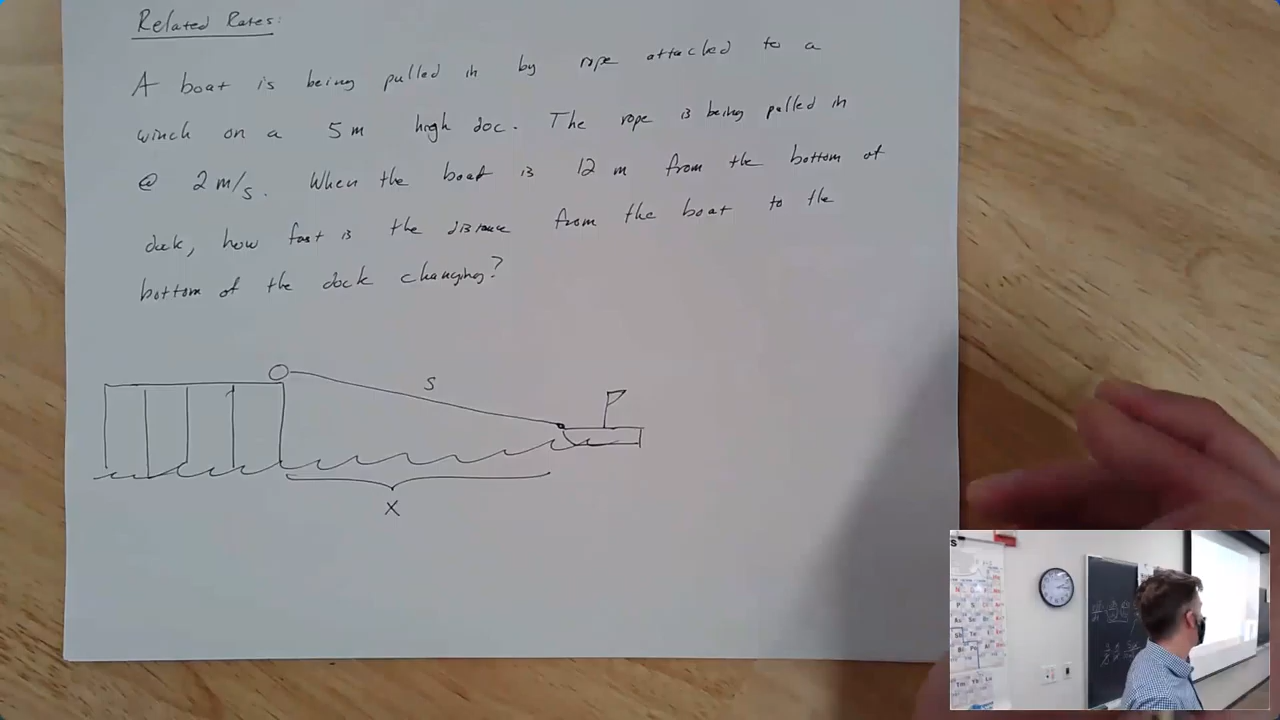 Related Rates:
A boat is being pulled in by rope attached to a
winch on a 5m high doc. The rope is being pulled in
@ 2 m/s. When the boat is 12 m from the bottom of
dock, how fast is the distance from the boat to the
bottom of the dock changing?
s
x